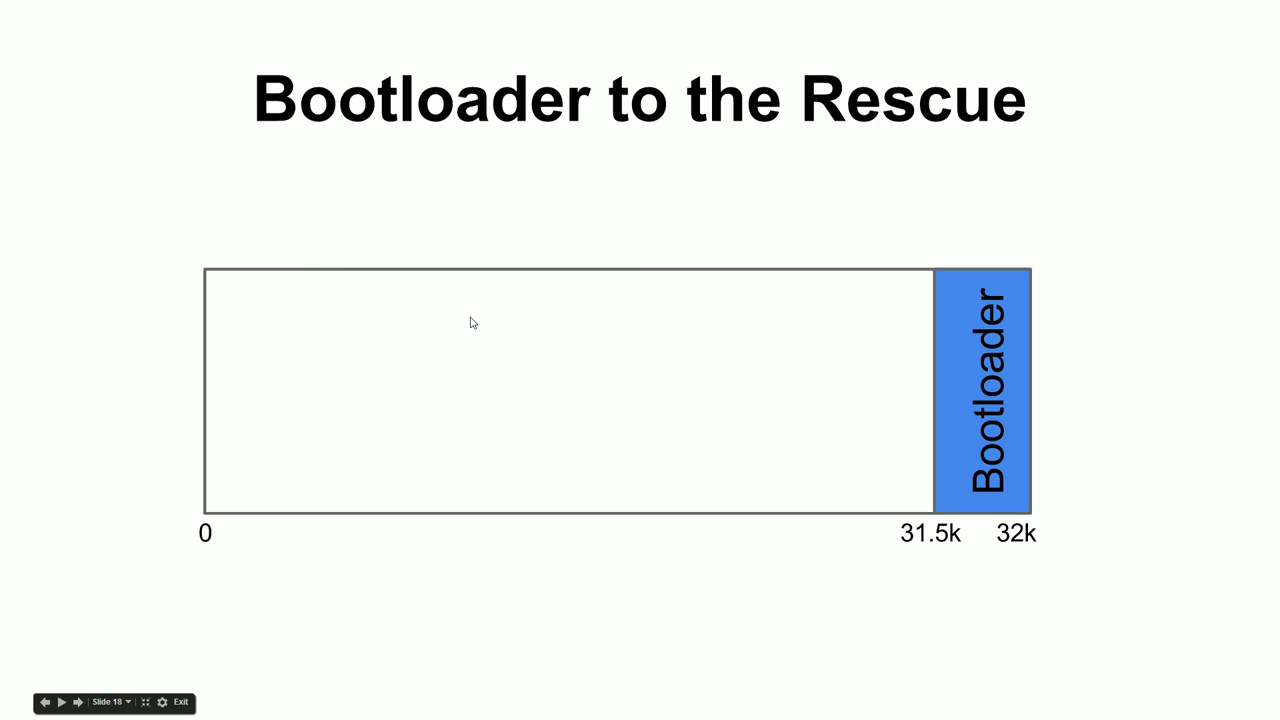 Bootloader to the Rescue
Bootloader
0
31.5k
32k
Slide 18
Exit